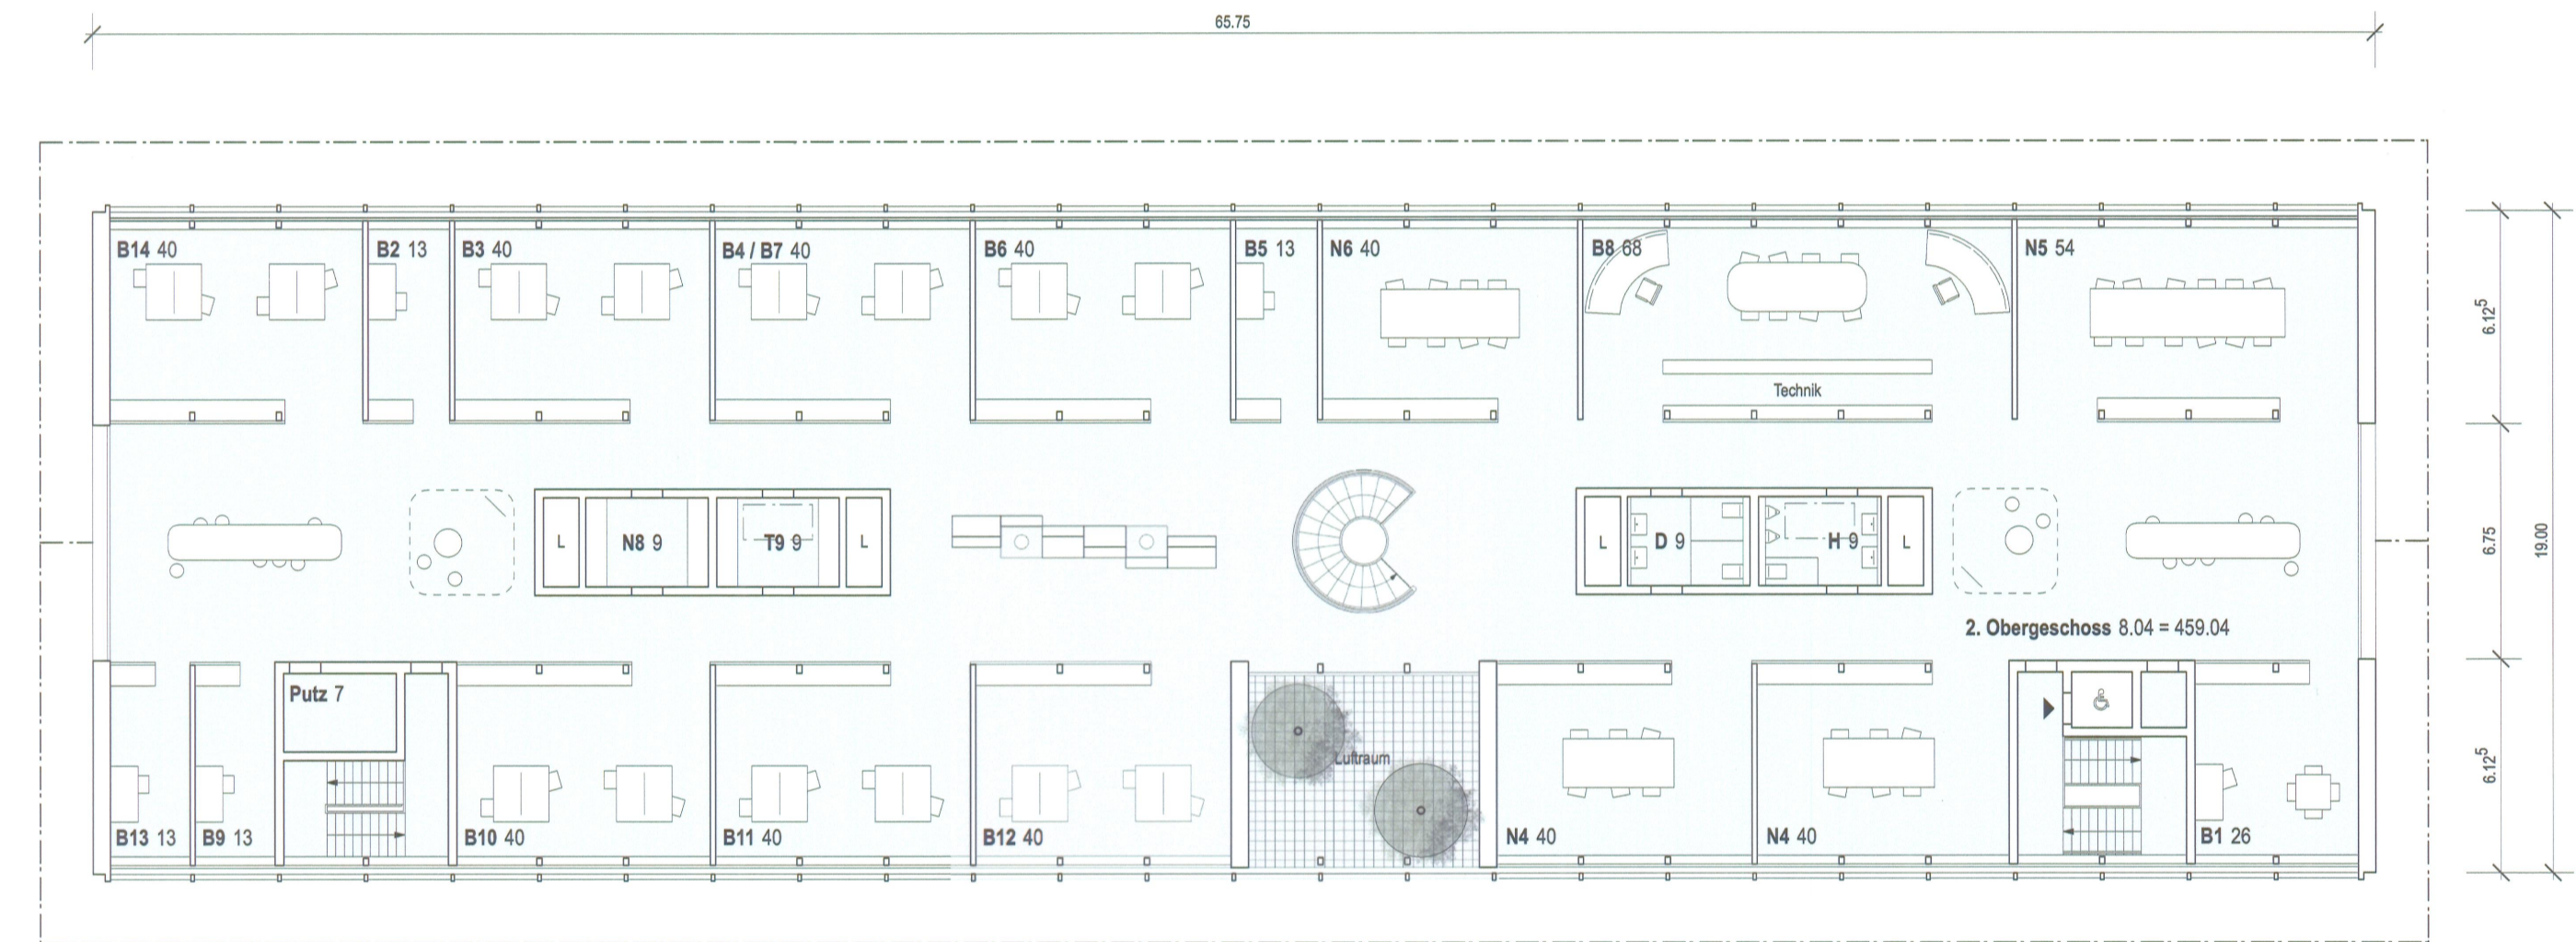 65.75
B14 40
B2 13
B3 40
B4 / B7 40
B6 40
B5 13
N6 40
B8 68
N5 54
Technik
6.12⁵
L
N8 9
T9 9
L
L
D 9
H 9
L
6.75
19.00
2. Obergeschoss 8.04 = 459.04
Putz 7
Luftraum
6.12⁵
B13 13
B9 13
B10 40
B11 40
B12 40
N4 40
N4 40
B1 26